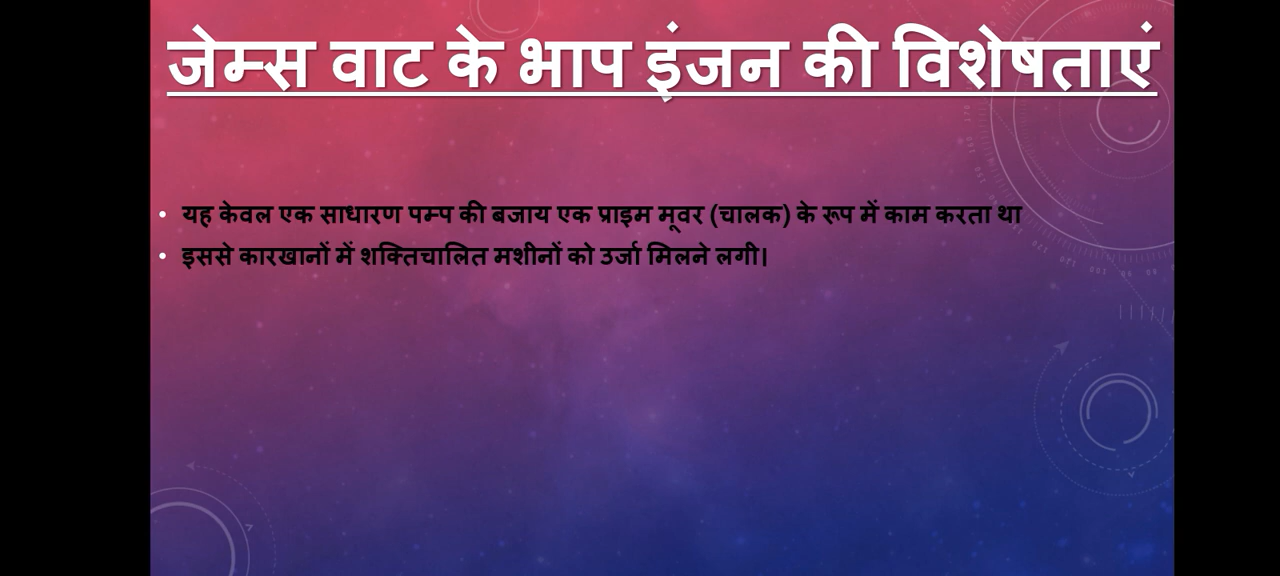 जेम्स वाट के भाप इंजन की विशेषताएं
• यह केवल एक साधारण पम्प की बजाय एक प्राइम मूवर (चालक) के रूप में काम करता था
• इससे कारखानों में शक्तिचालित मशीनों को उर्जा मिलने लगी।